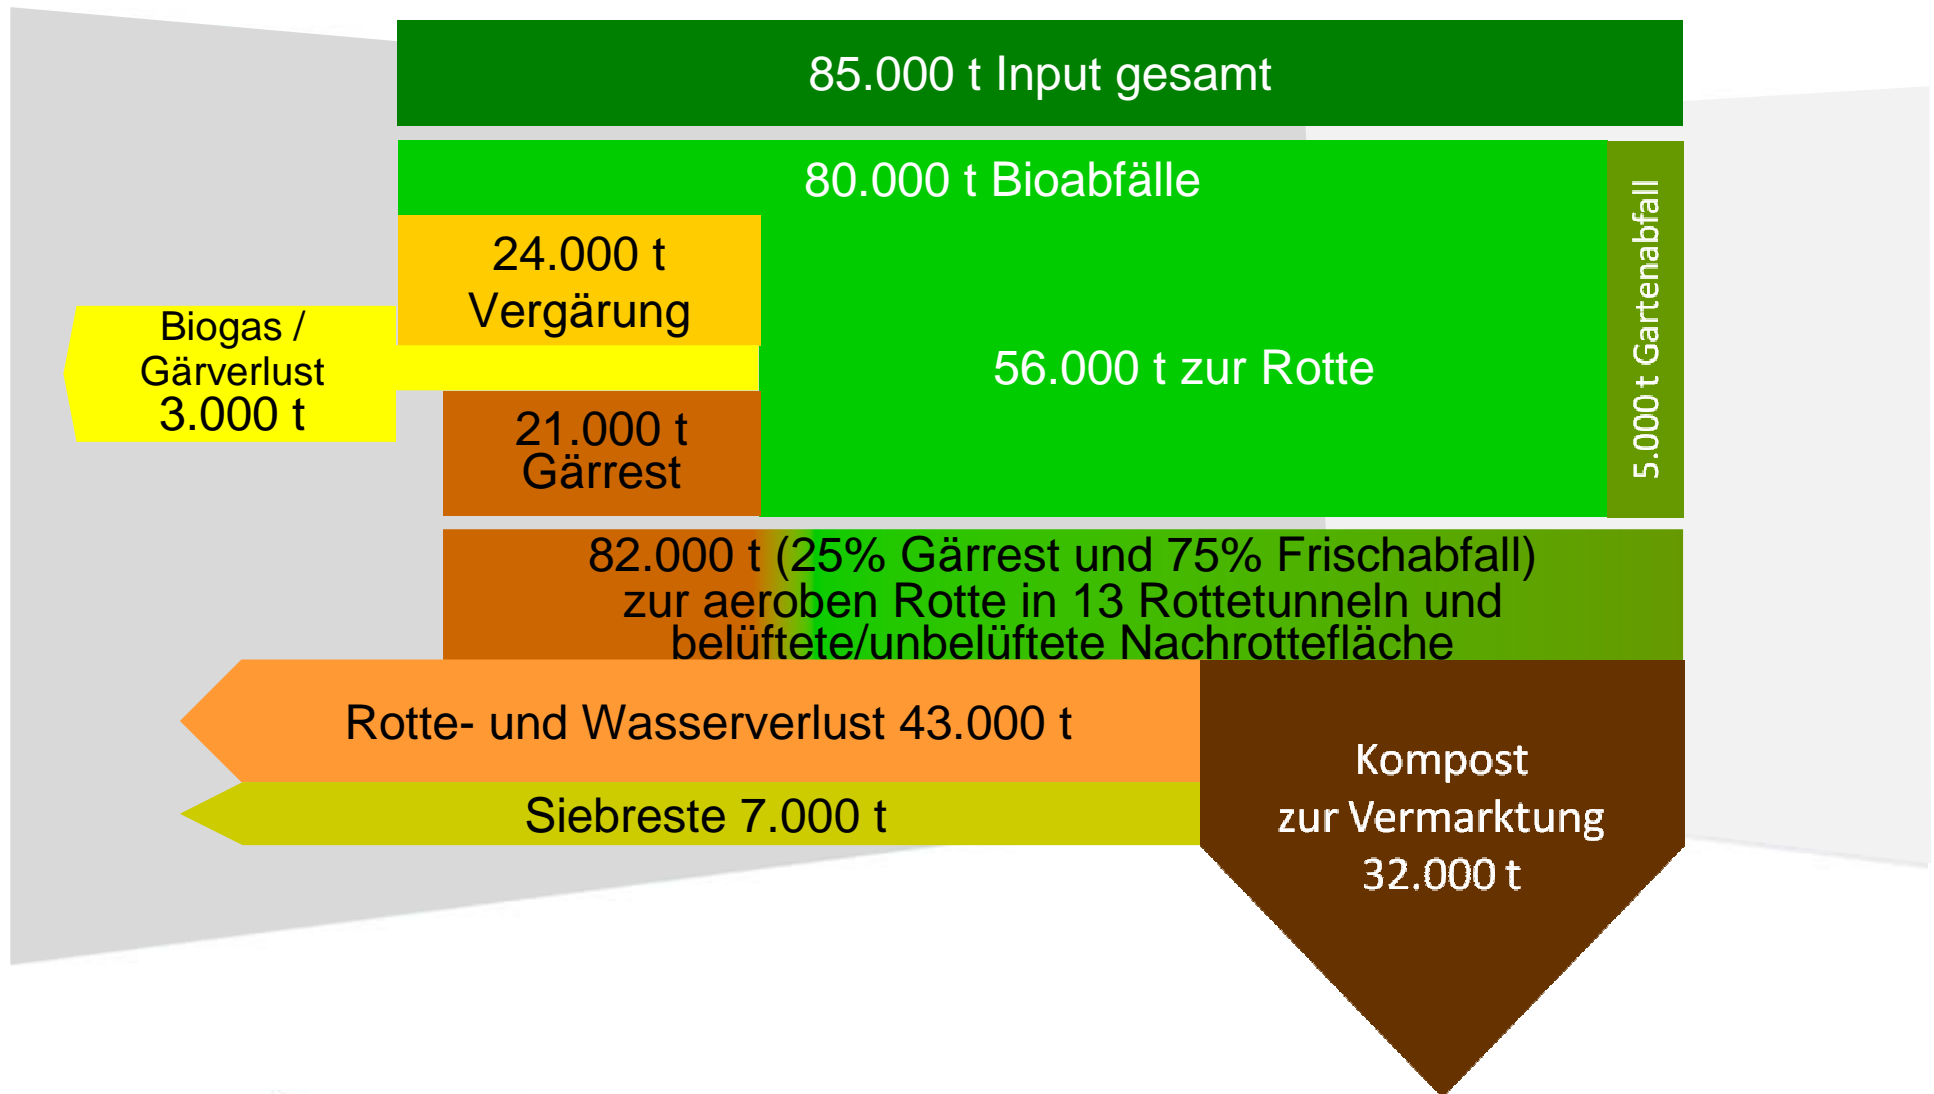 85.000 t Input gesamt
80.000 t Bioabfälle
24.000 t
Vergärung
5.000 t Gartenabfall
Biogas /
Gärverlust
3.000 t
56.000 t zur Rotte
21.000 t
Gärrest
82.000 t (25% Gärrest und 75% Frischabfall)
zur aeroben Rotte in 13 Rottetunneln und
belüftete/unbelüftete Nachrottefläche
Rotte- und Wasserverlust 43.000 t
Siebreste 7.000 t
Kompost
zur Vermarktung
32.000 t